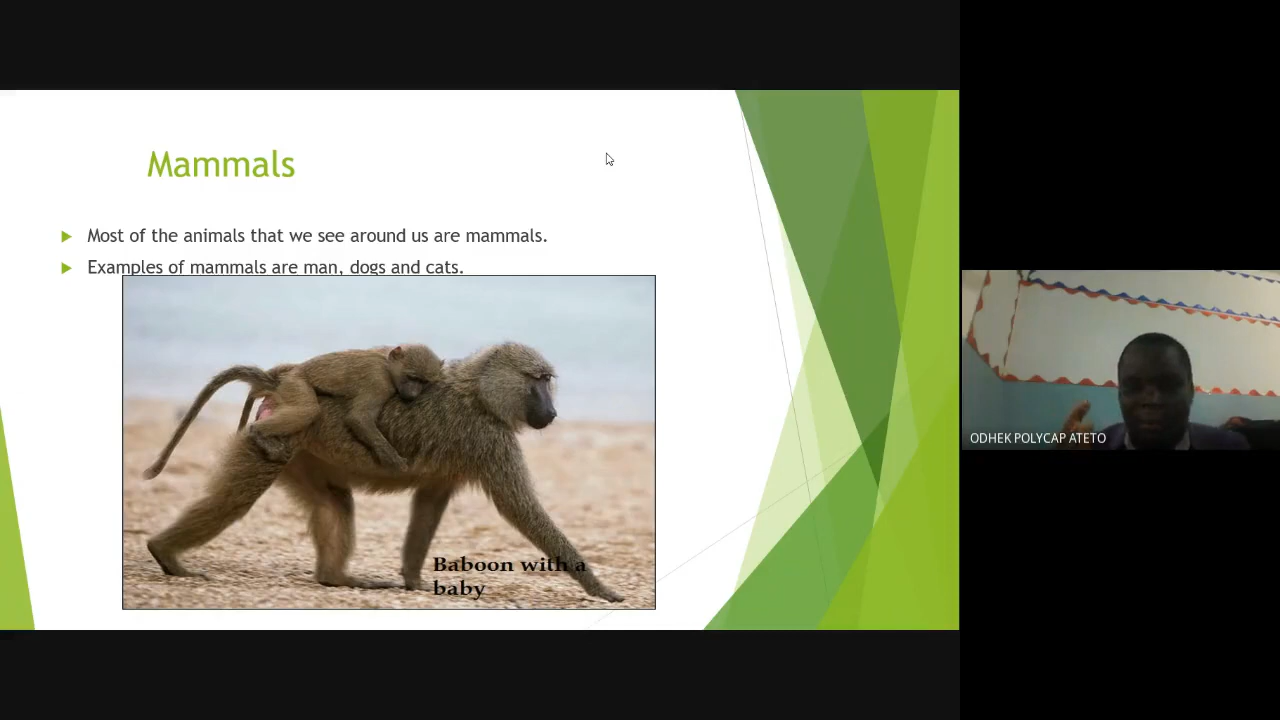 Mammals
Most of the animals that we see around us are mammals.
Examples of mammals are man, dogs and cats.
Baboon with a
baby
ODHEK POLYCAP ATETO